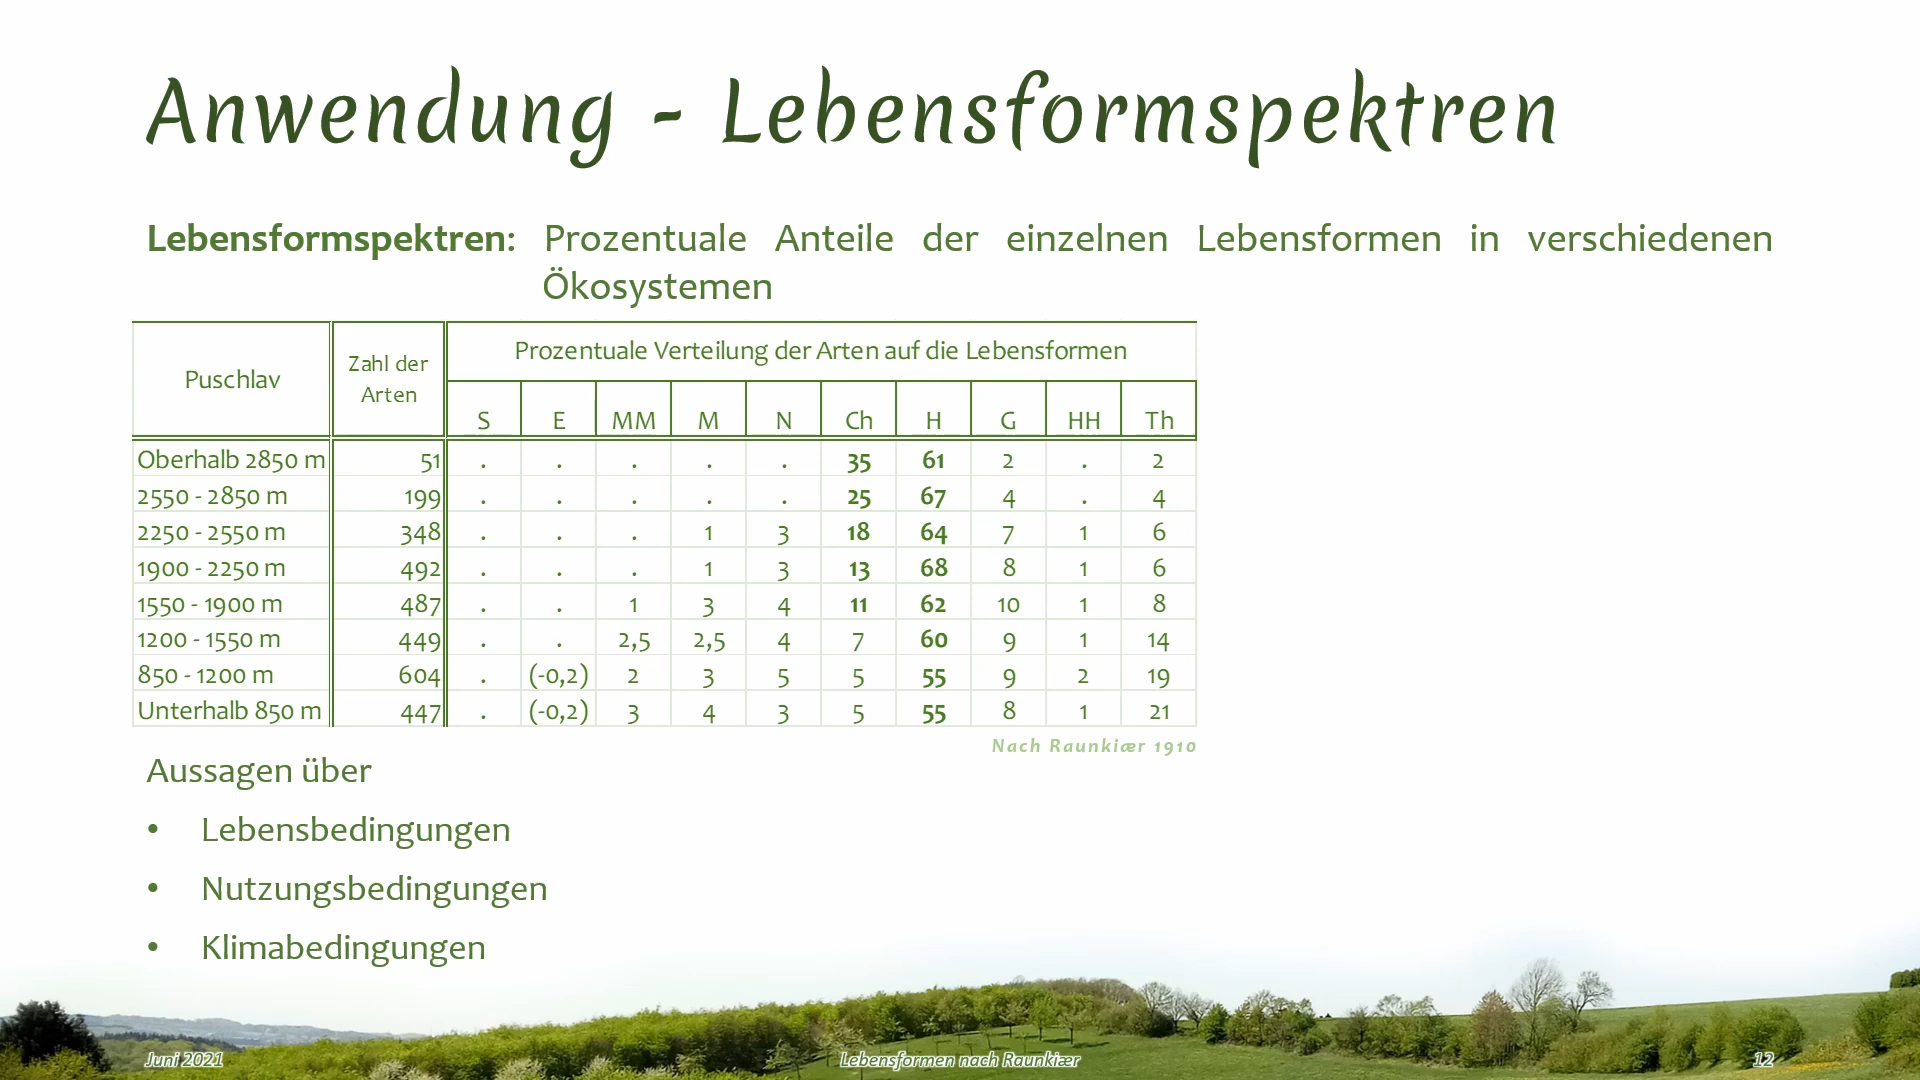 Anwendung - Lebensformspektren
Lebensformspektren: Prozentuale Anteile der einzelnen Lebensformen in verschiedenen
Ökosystemen
Puschlav Zahl der Arten Prozentuale Verteilung der Arten auf die Lebensformen
S E MM M N Ch H G HH Th
Oberhalb 2850 m 51 . . . . . 35 61 2 . 2
2550 - 2850 m 199 . . . . . 25 67 4 . 4
2250 - 2550 m 348 . . . 1 3 18 64 7 1 6
1900 - 2250 m 492 . . . 1 3 13 68 8 1 6
1550 - 1900 m 487 . . 1 3 4 11 62 10 1 8
1200 - 1550 m 449 . . 2,5 2,5 4 7 60 9 1 14
850 - 1200 m 604 . (-0,2) 2 3 5 5 55 9 2 19
Unterhalb 850 m 447 . (-0,2) 3 4 3 5 55 8 1 21
Nach Raunkiær 1910
Aussagen über
• Lebensbedingungen
• Nutzungsbedingungen
• Klimabedingungen
Juni 2021 Lebensformen nach Raunkiær 12